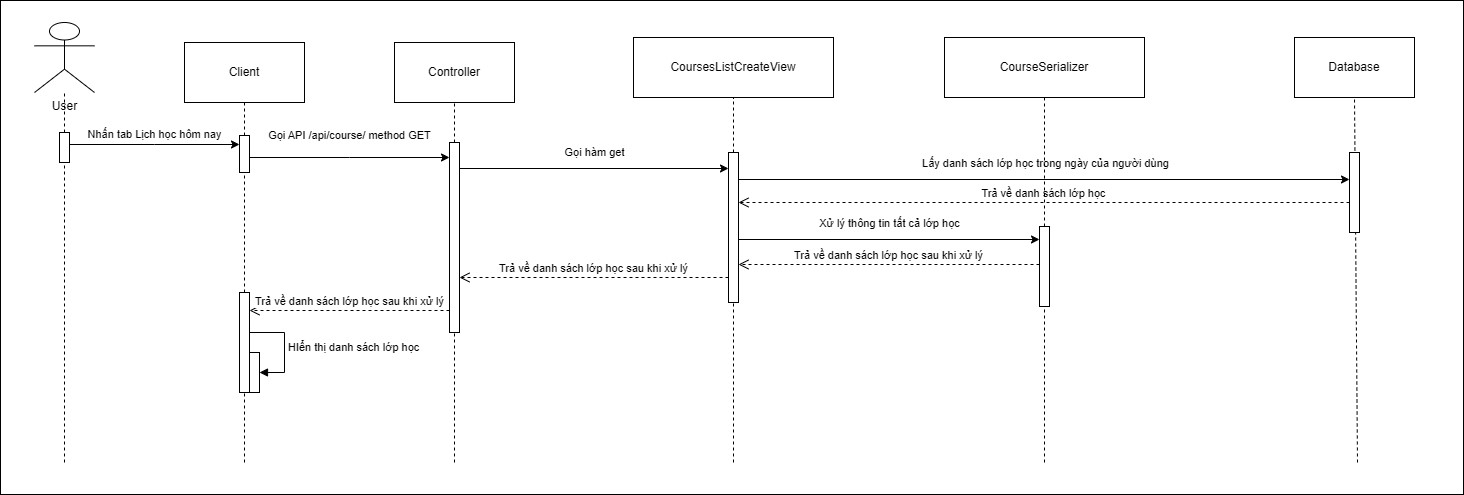 User
Client
Controller
CoursesListCreateView
CourseSerializer
Database
Nhấn tab Lịch học hôm nay
Gọi API /api/course/ method GET
Gọi hàm get
Lấy danh sách lớp học trong ngày của người dùng
Trả về danh sách lớp học
Xử lý thông tin tất cả lớp học
Trả về danh sách lớp học sau khi xử lý
Trả về danh sách lớp học sau khi xử lý
Trả về danh sách lớp học sau khi xử lý
HIển thị danh sách lớp học